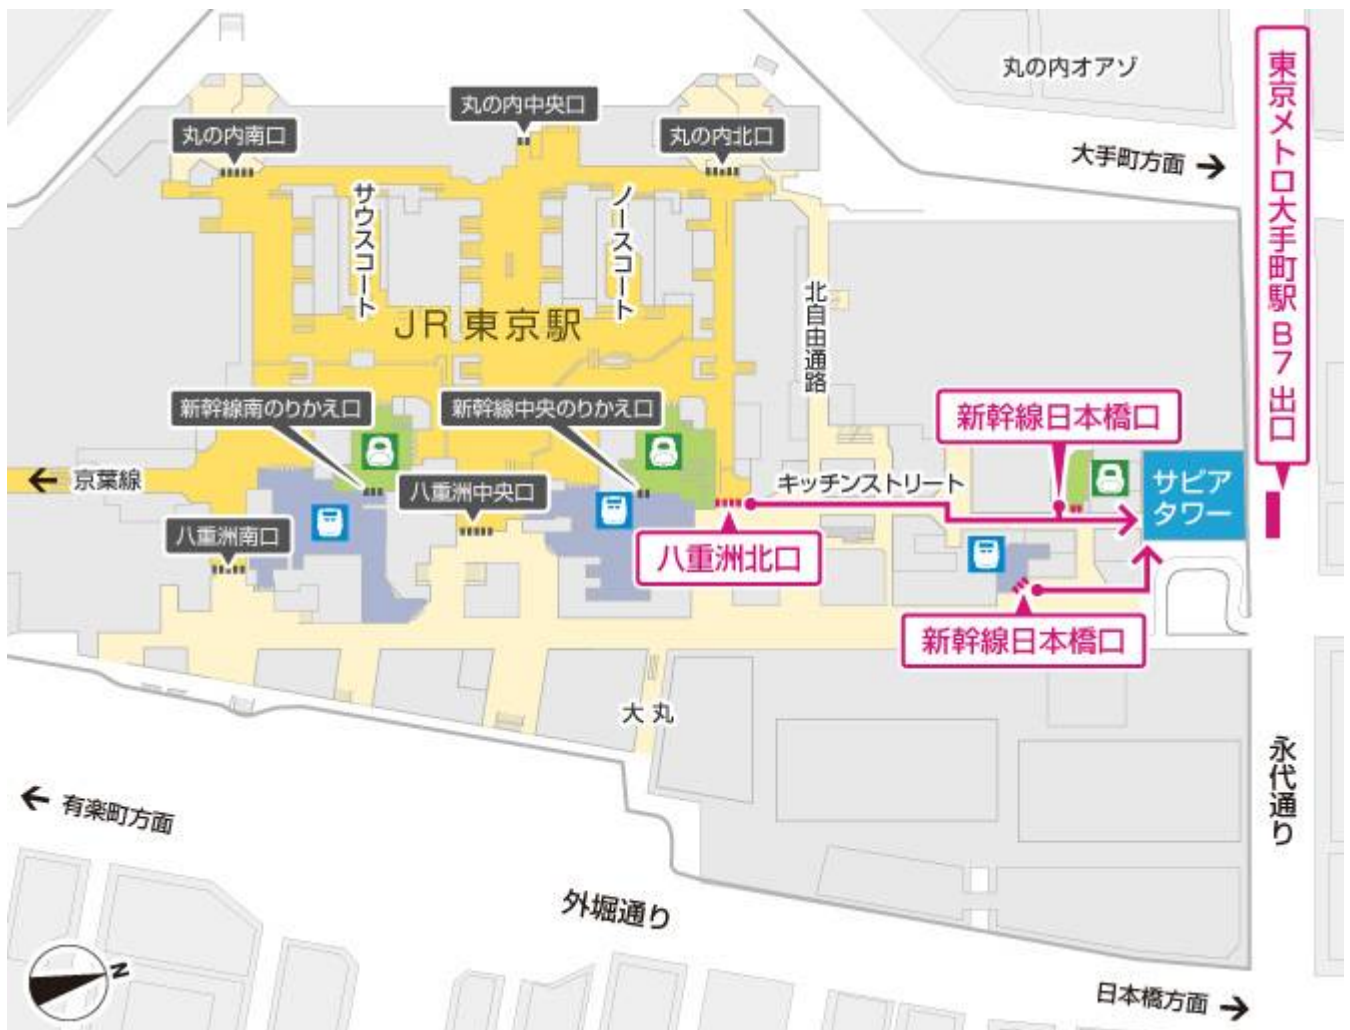 丸の内オアゾ
東京メトロ大手町駅 B7 出口
丸の内中央口
丸の内南口
丸の内北口
大手町方面
サウスコート
ノースコート
北自由通路
JR 東京駅
新幹線南のりかえ口
新幹線中央のりかえ口
新幹線日本橋口
京葉線
八重洲中央口
キッチンストリート
サピア
タワー
八重洲南口
八重洲北口
新幹線日本橋口
大丸
永代通り
有楽町方面
外堀通り
N
日本橋方面